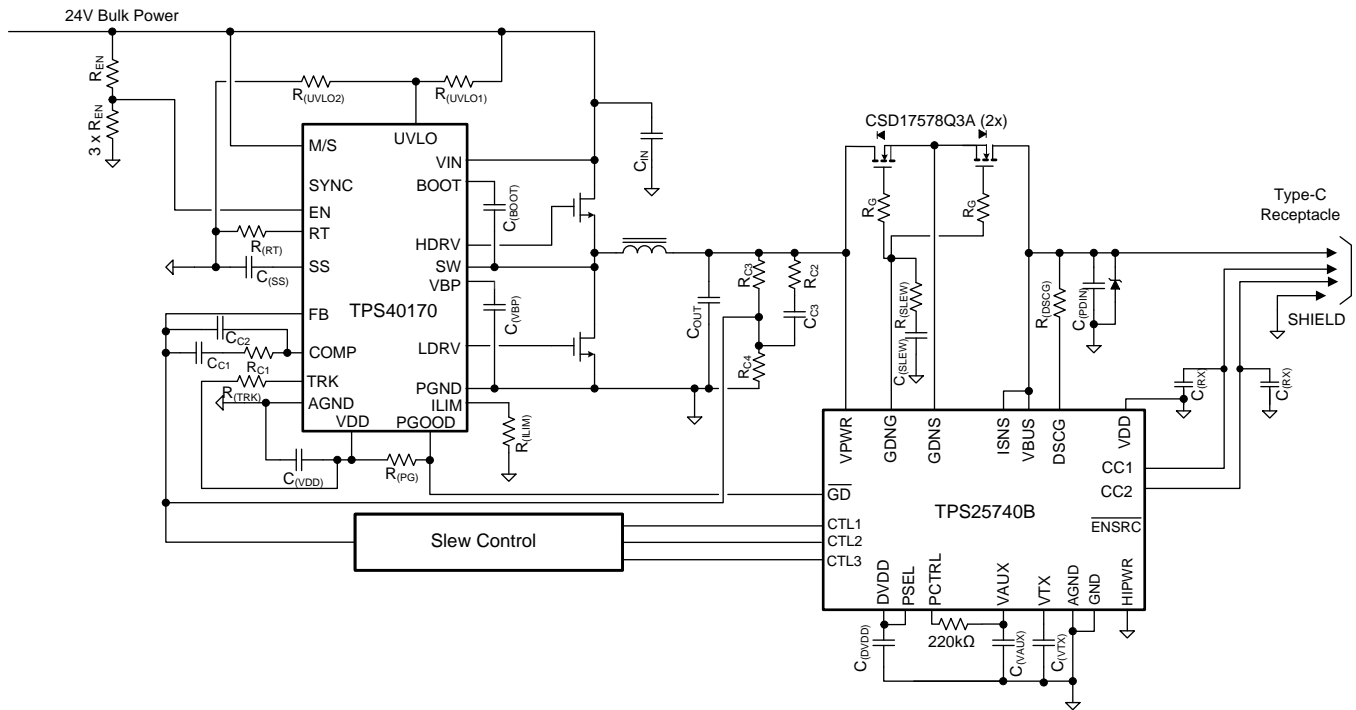 24V Bulk Power
R_EN
3 x R_EN
R_(UVLO2)
R_(UVLO1)
C_IN
UVLO
M/S
VIN
SYNC
BOOT
C_(BOOT)
EN
RT
R_(RT)
HDRV
SS
C_(SS)
SW
VBP
TPS40170
C_(VBP)
FB
C_C2
COMP
LDRV
C_C1
R_C1
TRK
R_(TRK)
AGND
PGND
ILIM
VDD
PGOOD
R_(ILIM)
C_(VDD)
R_(PG)
C_OUT
R_C3
R_C2
C_C3
R_C4
CSD17578Q3A (2x)
R_G
R_G
R_(SLEW)
C_(SLEW)
R_(DSCG)
C_(PDIN)
Type-C
Receptacle
SHIELD
C_(RX)
C_(RX)
VPWR
GDNG
GDNS
ISNS
VBUS
DSCG
VDD
CC1
CC2
GD
TPS25740B
ENSRC
CTL1
CTL2
CTL3
Slew Control
DVDD
PSEL
PCTRL
VAUX
VTX
AGND
GND
HIPWR
220kΩ
C_(DVDD)
C_(VAUX)
C_(VTX)